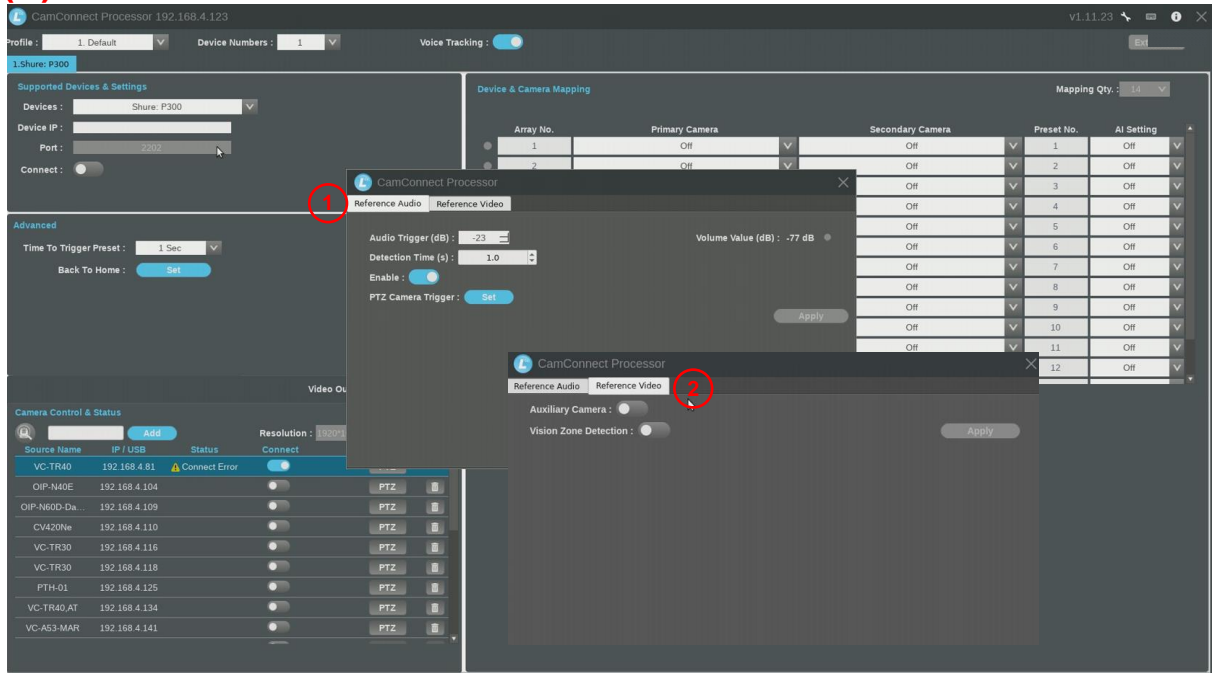 CamConnect Processor 192.168.4.123 v1.11.23
Profile : 1. Default Device Numbers : 1 Voice Tracking :
1.Shure: P300
Supported Devices & Settings
Devices : Shure: P300
Device IP :
Port : 2202
Connect :
Device & Camera Mapping Mapping Qty. : 14
Array No. Primary Camera Secondary Camera Preset No. AI Setting
1 Off Off 1 Off
2 Off Off 2 Off
Off 3 Off
Off 4 Off
Off 5 Off
Off 6 Off
Off 7 Off
Off 8 Off
Off 9 Off
Off 10 Off
Off 11 Off
12 Off
Advanced
Time To Trigger Preset : 1 Sec
Back To Home : Set
1
CamConnect Processor
Reference Audio Reference Video
Audio Trigger (dB) : -23 Volume Value (dB) : -77 dB
Detection Time (s) : 1.0
Enable :
PTZ Camera Trigger : Set
Apply
2
CamConnect Processor
Reference Audio Reference Video
Auxiliary Camera :
Vision Zone Detection : Apply
Camera Control & Status
Add Resolution :
Source Name IP / USB Status Connect
VC-TR40 192.168.4.81 Connect Error
OIP-N40E 192.168.4.104 PTZ
OIP-N60D-Da... 192.168.4.109 PTZ
CV420Ne 192.168.4.110 PTZ
VC-TR30 192.168.4.116 PTZ
VC-TR30 192.168.4.118 PTZ
PTH-01 192.168.4.125 PTZ
VC-TR40,AT 192.168.4.134 PTZ
VC-A53-MAR 192.168.4.141 PTZ